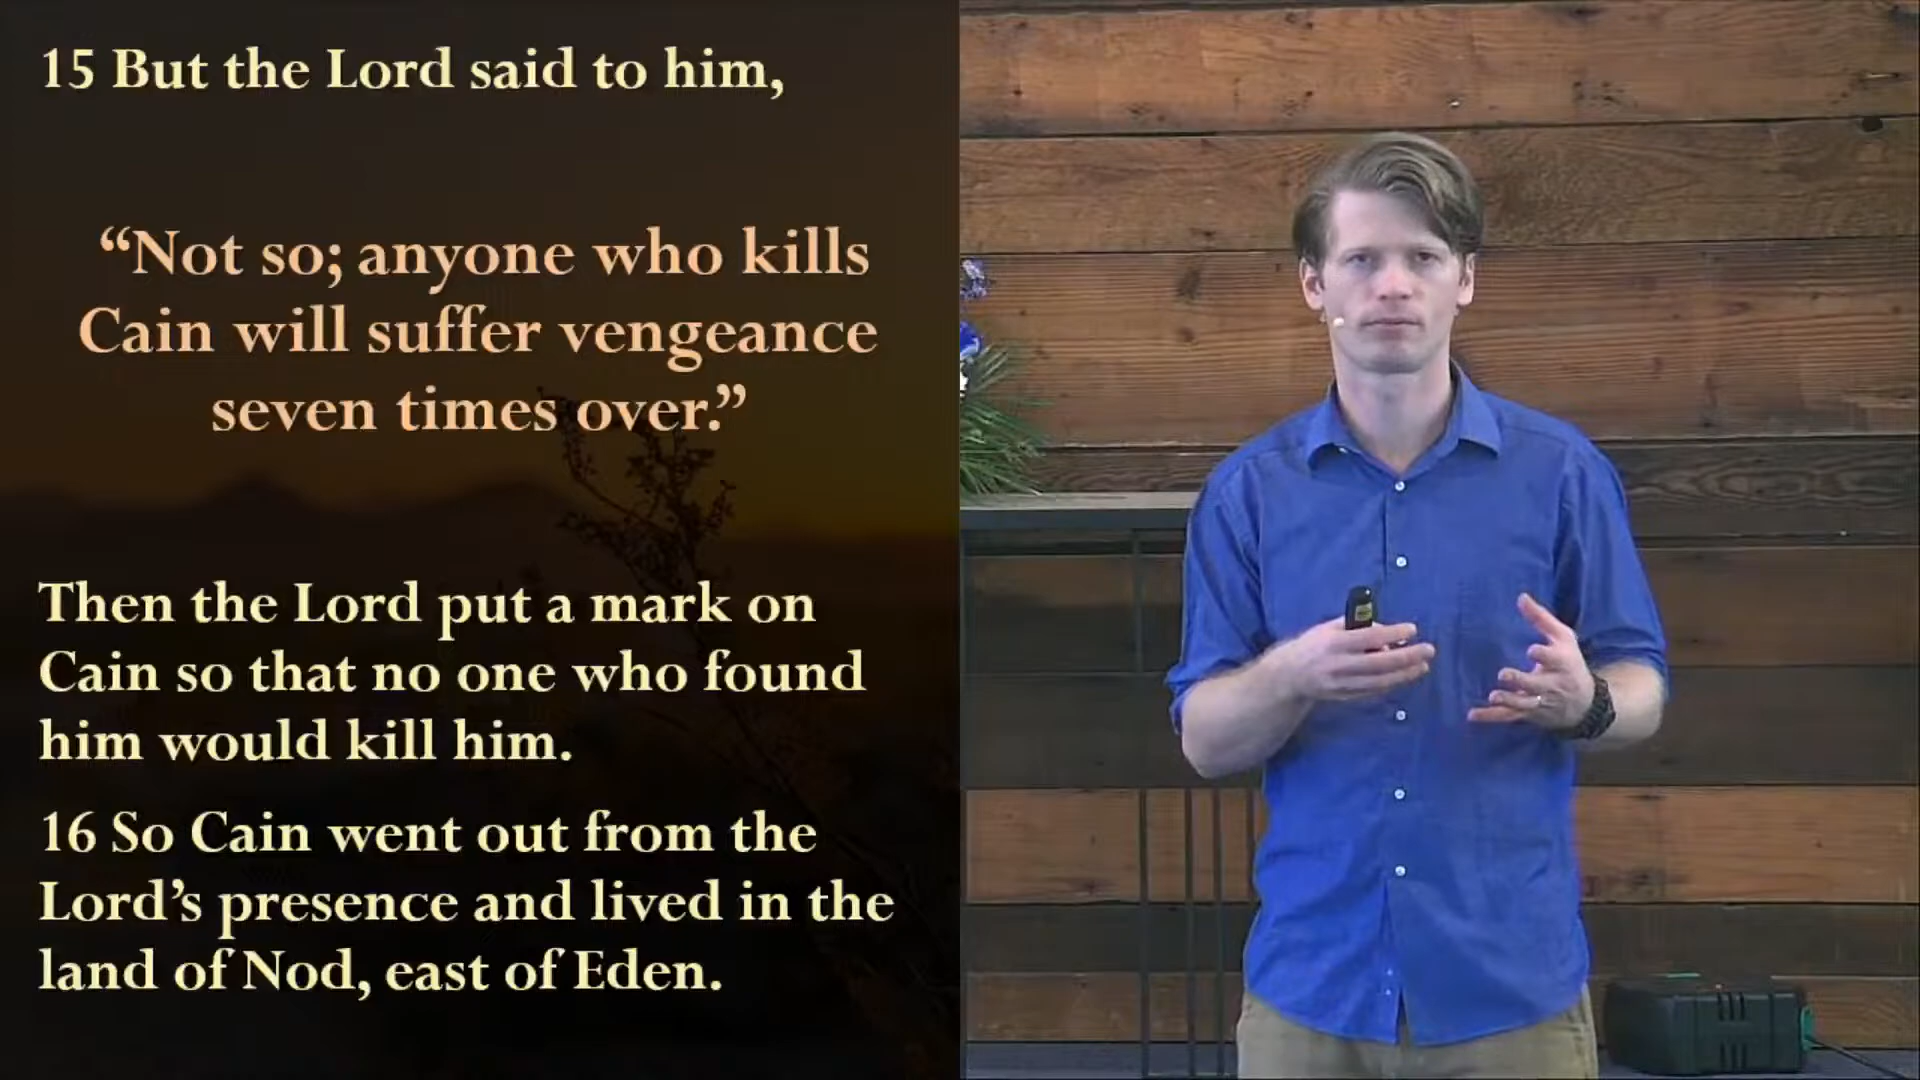 15 But the Lord said to him,
“Not so; anyone who kills
Cain will suffer vengeance
seven times over.”
Then the Lord put a mark on
Cain so that no one who found
him would kill him.
16 So Cain went out from the
Lord’s presence and lived in the
land of Nod, east of Eden.